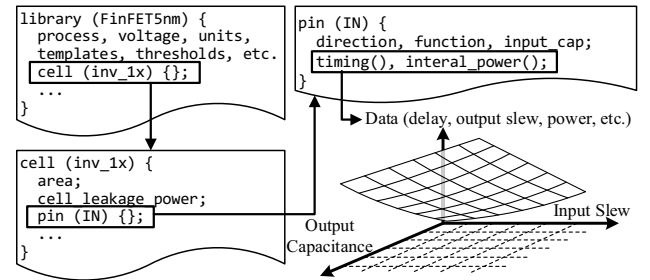 library (FinFET5nm) {
process, voltage, units,
templates, thresholds, etc.
cell (inv_1x) {};
...
}
cell (inv_1x) {
area;
cell_leakage_power;
pin (IN) {};
...
}
pin (IN) {
direction, function, input_cap;
timing(), interal_power();
}
Data (delay, output slew, power, etc.)
Input Slew
Output
Capacitance